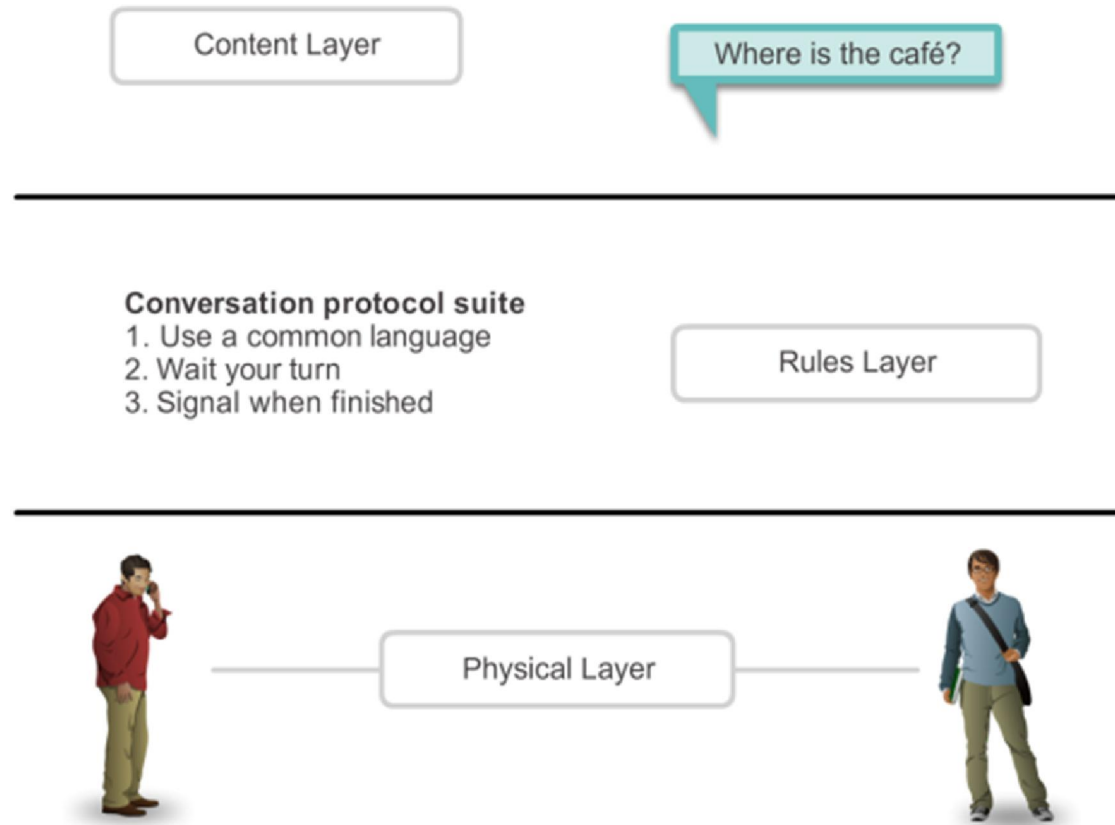 Content Layer
Where is the café?
Conversation protocol suite
1. Use a common language
2. Wait your turn
3. Signal when finished
Rules Layer
Physical Layer